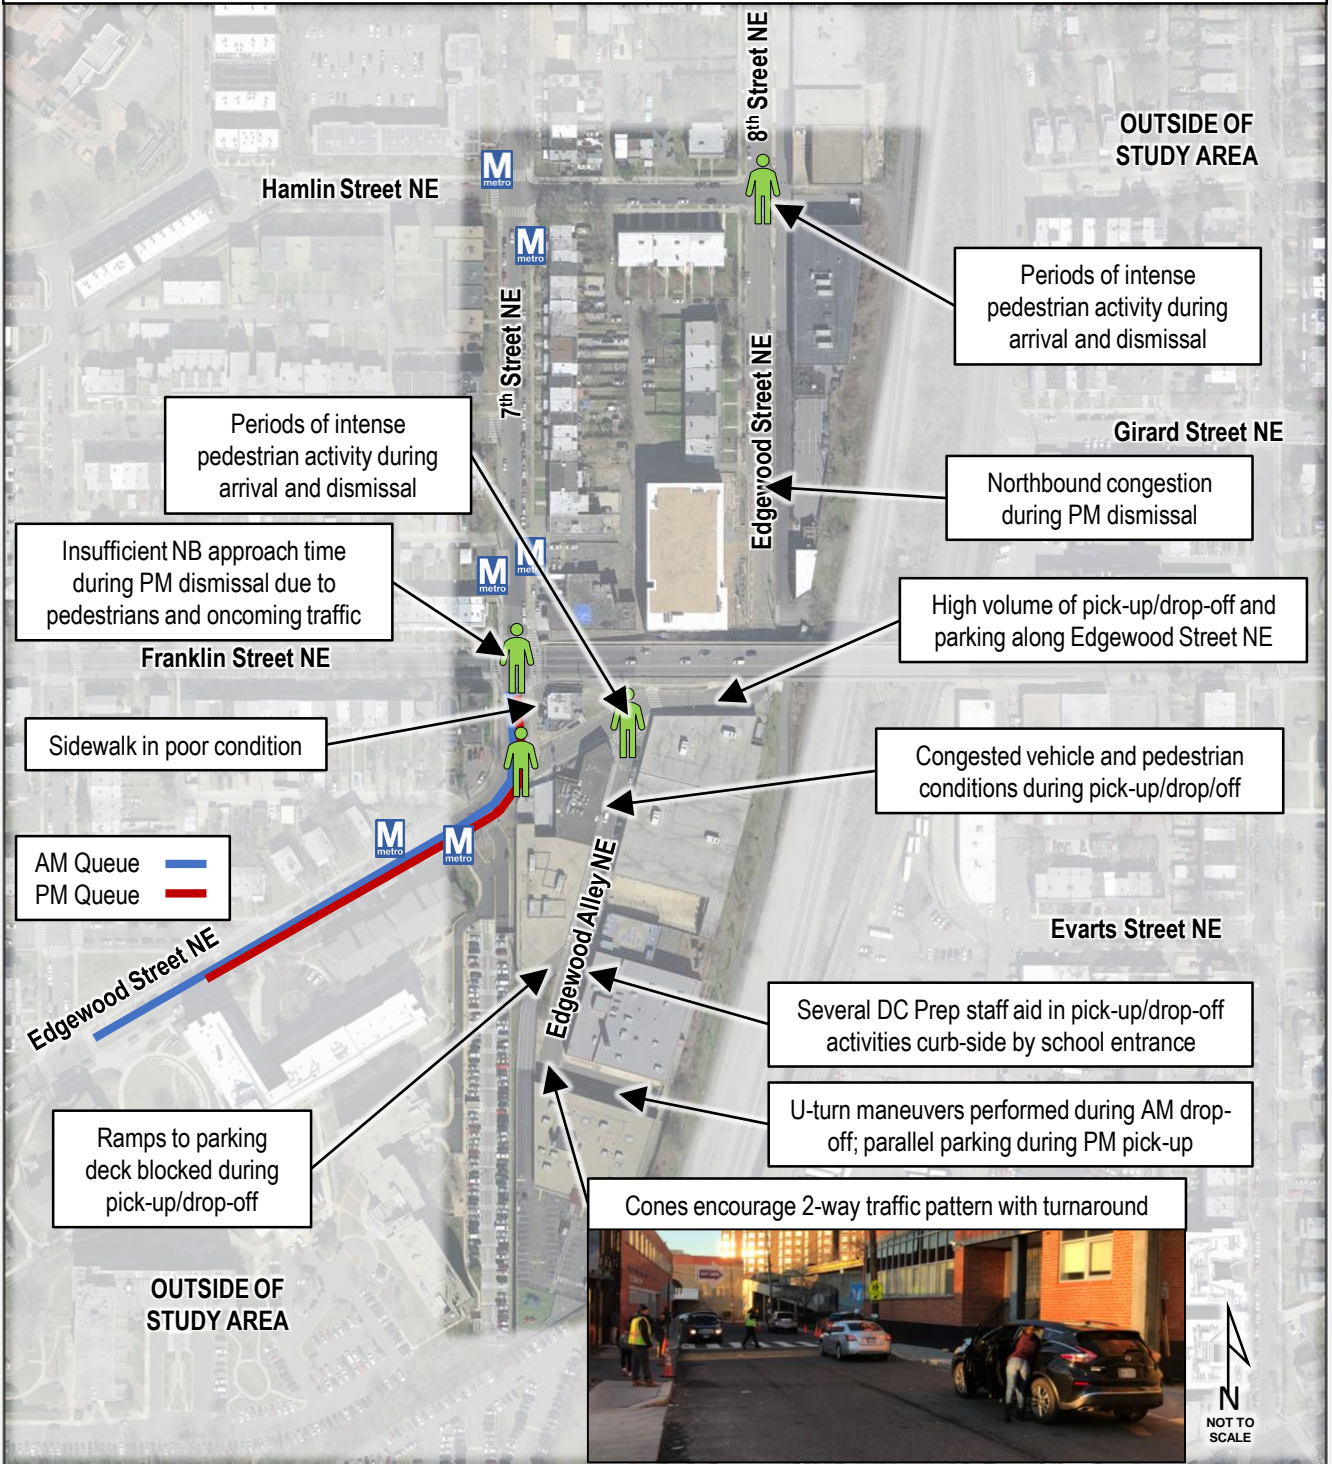 8th Street NE
OUTSIDE OF
STUDY AREA
M
metro
Hamlin Street NE
M
metro
Periods of intense
pedestrian activity during
arrival and dismissal
7th Street NE
Edgewood Street NE
Periods of intense
pedestrian activity during
arrival and dismissal
Girard Street NE
Northbound congestion
during PM dismissal
Insufficient NB approach time
during PM dismissal due to
pedestrians and oncoming traffic
M
metro
M
metro
High volume of pick-up/drop-off and
parking along Edgewood Street NE
Franklin Street NE
Sidewalk in poor condition
Congested vehicle and pedestrian
conditions during pick-up/drop/off
M
metro
M
metro
AM Queue
PM Queue
Edgewood Alley NE
Evarts Street NE
Edgewood Street NE
Several DC Prep staff aid in pick-up/drop-off
activities curb-side by school entrance
U-turn maneuvers performed during AM drop-
off; parallel parking during PM pick-up
Ramps to parking
deck blocked during
pick-up/drop-off
Cones encourage 2-way traffic pattern with turnaround
OUTSIDE OF
STUDY AREA
N
NOT TO
SCALE